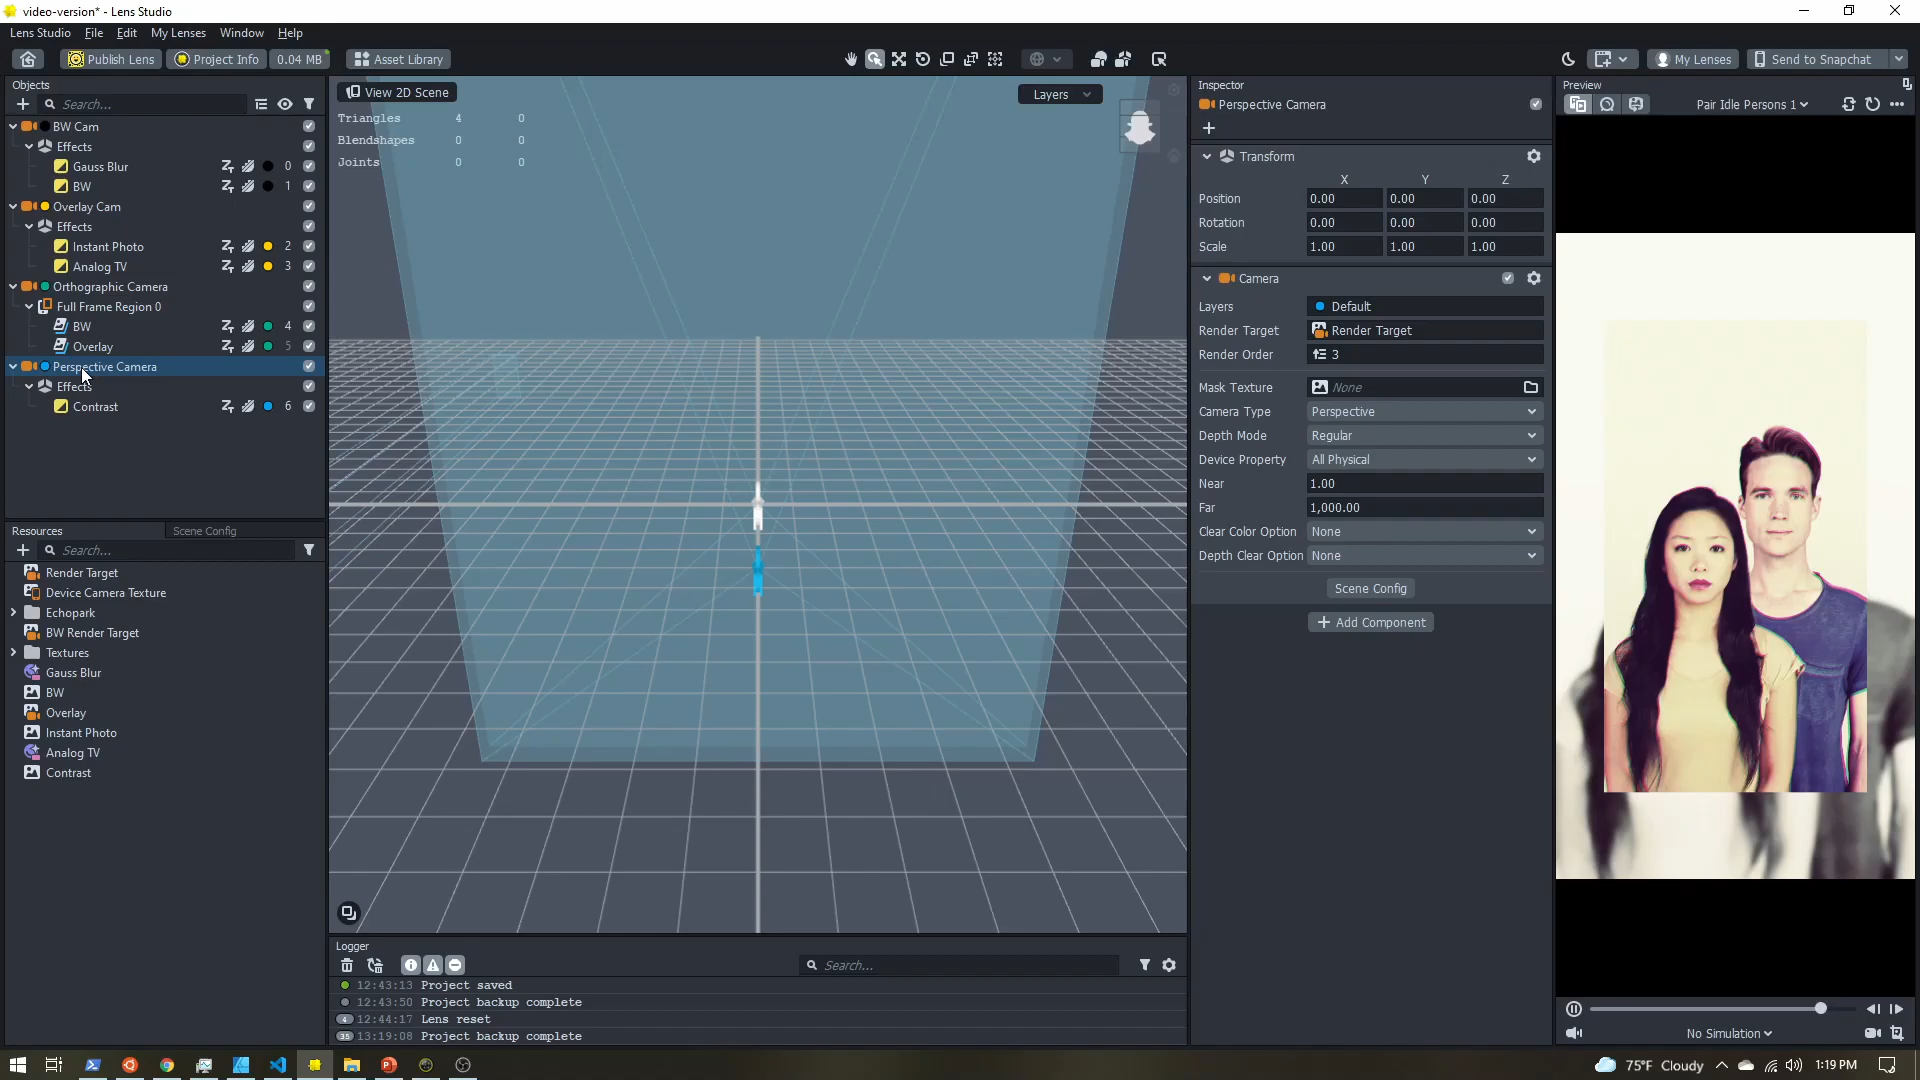 video-version* - Lens Studio
Lens Studio File Edit My Lenses Window Help
Publish Lens Project Info 0.04 MB Asset Library My Lenses Send to Snapchat
Objects
Search...
BW Cam
Effects
Gauss Blur 0
BW 1
Overlay Cam
Effects
Instant Photo 2
Analog TV 3
Orthographic Camera
Full Frame Region 0
BW 4
Overlay 5
Perspective Camera
Effects
Contrast 6
Resources Scene Config
Search...
Render Target
Device Camera Texture
Echopark
BW Render Target
Textures
Gauss Blur
BW
Overlay
Instant Photo
Analog TV
Contrast
View 2D Scene
Layers
Triangles 4 0
Blendshapes 0 0
Joints 0 0
Logger
Search...
12:43:13 Project saved
12:43:50 Project backup complete
4 12:44:17 Lens reset
35 13:19:08 Project backup complete
Inspector
Perspective Camera
Transform
X Y Z
Position 0.00 0.00 0.00
Rotation 0.00 0.00 0.00
Scale 1.00 1.00 1.00
Camera
Layers Default
Render Target Render Target
Render Order 3
Mask Texture None
Camera Type Perspective
Depth Mode Regular
Device Property All Physical
Near 1.00
Far 1,000.00
Clear Color Option None
Depth Clear Option None
Scene Config
Add Component
Preview
Pair Idle Persons 1
No Simulation
75°F Cloudy 1:19 PM